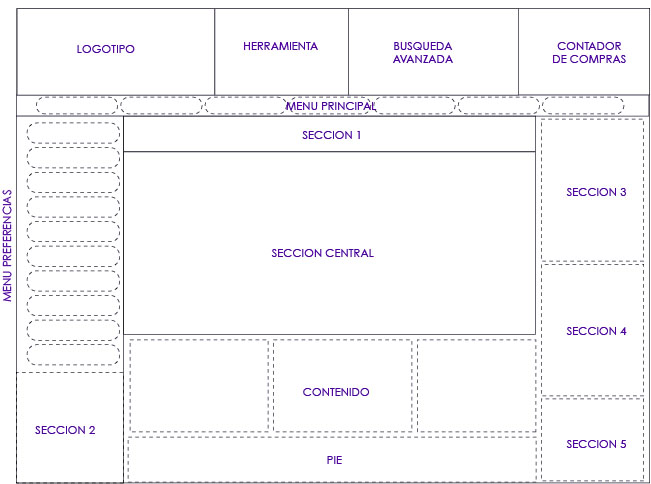 LOGOTIPO
HERRAMIENTA
BUSQUEDA
AVANZADA
CONTADOR
DE COMPRAS
MENU PRINCIPAL
MENU PREFERENCIAS
SECCION 1
SECCION 3
SECCION CENTRAL
SECCION 4
CONTENIDO
SECCION 2
SECCION 5
PIE